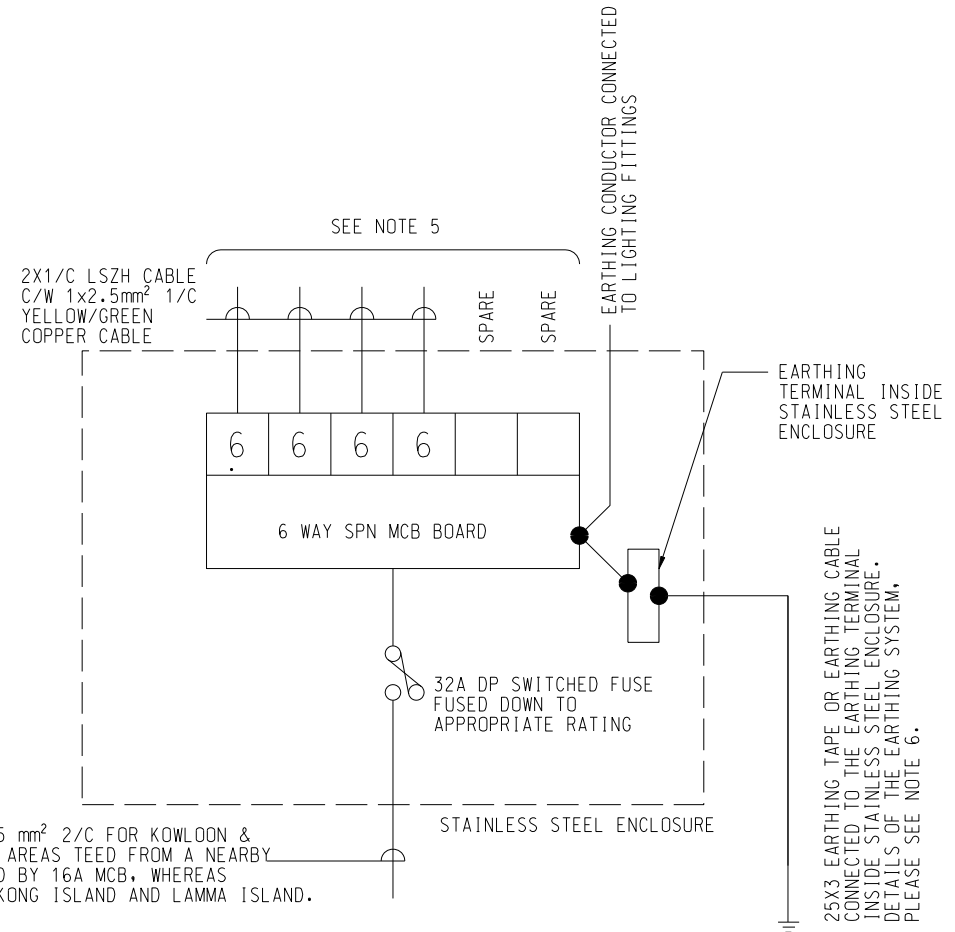 EARTHING CONDUCTOR CONNECTED
TO LIGHTING FITTINGS
SEE NOTE 5
2X1/C LSZH CABLE
C/W 1x2.5mm² 1/C
YELLOW/GREEN
COPPER CABLE
SPARE
SPARE
EARTHING
TERMINAL INSIDE
STAINLESS STEEL
ENCLOSURE
6 6 6 6
6 WAY SPN MCB BOARD
32A DP SWITCHED FUSE
FUSED DOWN TO
APPROPRIATE RATING
25X3 EARTHING TAPE OR EARTHING CABLE
CONNECTED TO THE EARTHING TERMINAL
INSIDE STAINLESS STEEL ENCLOSURE.
DETAILS OF THE EARTHING SYSTEM,
PLEASE SEE NOTE 6.
STAINLESS STEEL ENCLOSURE
mm² 2/C FOR KOWLOON &
AREAS TEED FROM A NEARBY
BY 16A MCB, WHEREAS
KONG ISLAND AND LAMMA ISLAND.